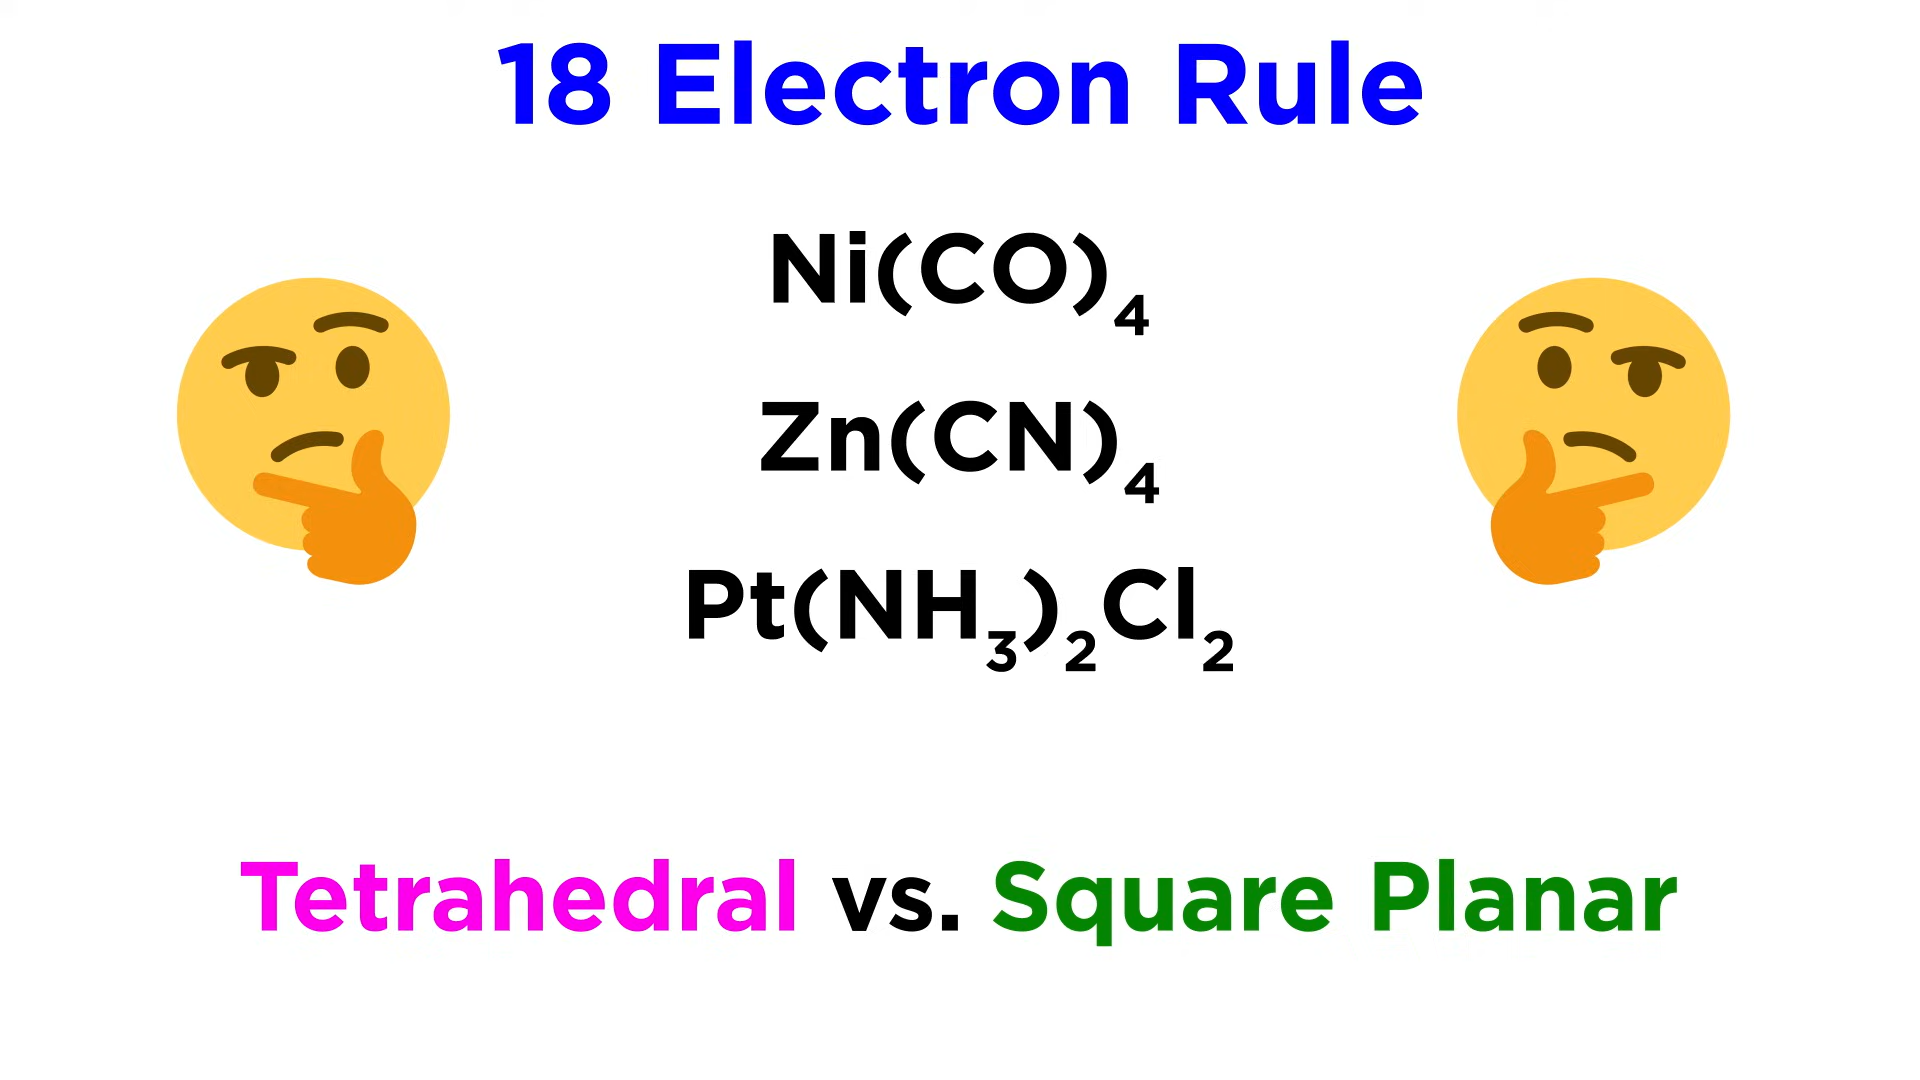 18 Electron Rule
Ni(CO)₄
Zn(CN)₄
Pt(NH₃)₂Cl₂
Tetrahedral vs. Square Planar